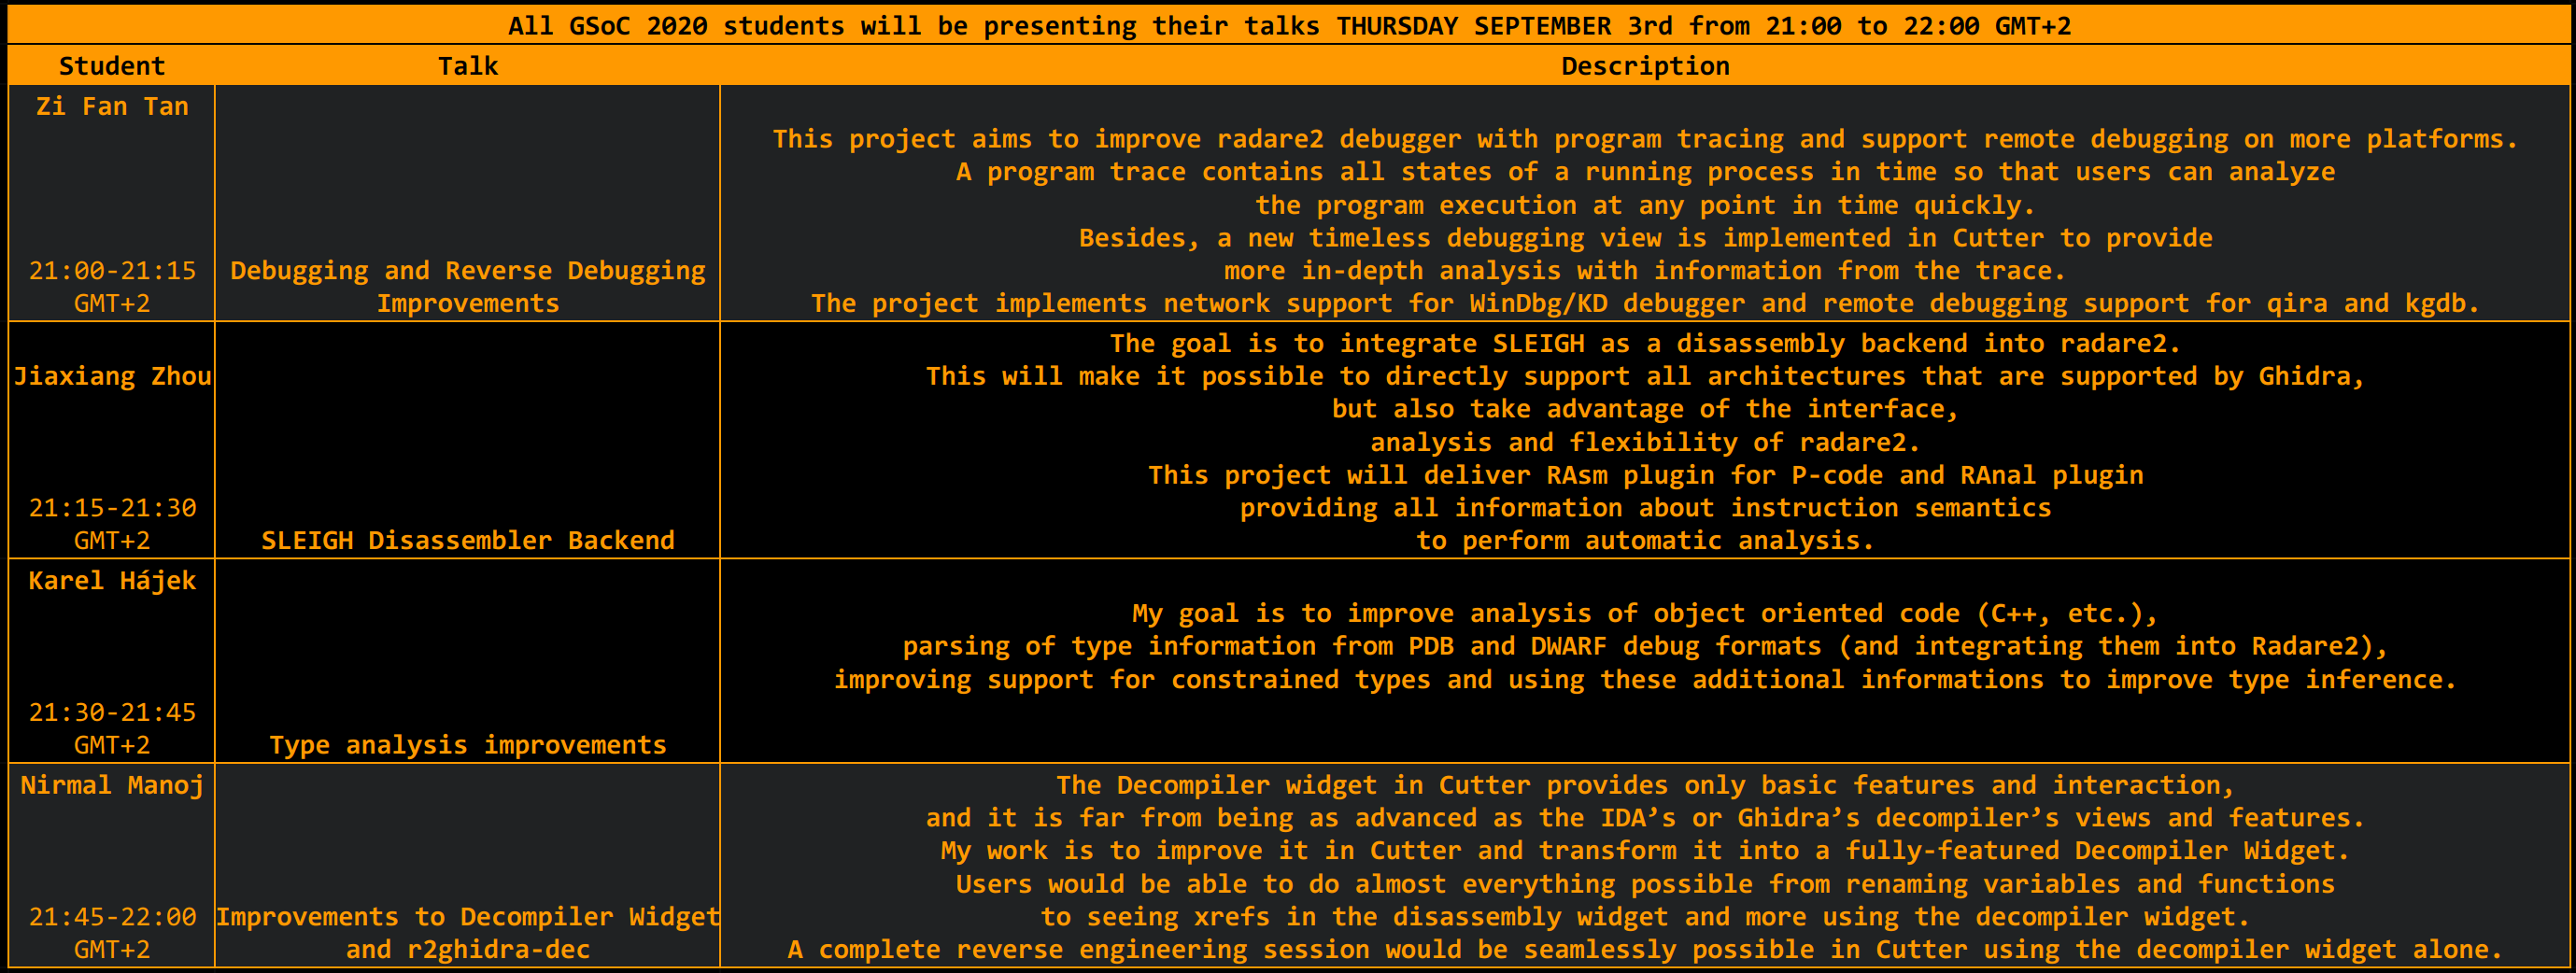 All GSoC 2020 students will be presenting their talks THURSDAY SEPTEMBER 3rd from 21:00 to 22:00 GMT+2
Student
Talk
Description
Zi Fan Tan
21:00-21:15
GMT+2
Debugging and Reverse Debugging
Improvements
This project aims to improve radare2 debugger with program tracing and support remote debugging on more platforms.
A program trace contains all states of a running process in time so that users can analyze
the program execution at any point in time quickly.
Besides, a new timeless debugging view is implemented in Cutter to provide
more in-depth analysis with information from the trace.
The project implements network support for WinDbg/KD debugger and remote debugging support for qira and kgdb.
Jiaxiang Zhou
21:15-21:30
GMT+2
SLEIGH Disassembler Backend
The goal is to integrate SLEIGH as a disassembly backend into radare2.
This will make it possible to directly support all architectures that are supported by Ghidra,
but also take advantage of the interface,
analysis and flexibility of radare2.
This project will deliver RAsm plugin for P-code and RAnal plugin
providing all information about instruction semantics
to perform automatic analysis.
Karel Hájek
21:30-21:45
GMT+2
Type analysis improvements
My goal is to improve analysis of object oriented code (C++, etc.),
parsing of type information from PDB and DWARF debug formats (and integrating them into Radare2),
improving support for constrained types and using these additional informations to improve type inference.
Nirmal Manoj
21:45-22:00
GMT+2
Improvements to Decompiler Widget
and r2ghidra-dec
The Decompiler widget in Cutter provides only basic features and interaction,
and it is far from being as advanced as the IDA’s or Ghidra’s decompiler’s views and features.
My work is to improve it in Cutter and transform it into a fully-featured Decompiler Widget.
Users would be able to do almost everything possible from renaming variables and functions
to seeing xrefs in the disassembly widget and more using the decompiler widget.
A complete reverse engineering session would be seamlessly possible in Cutter using the decompiler widget alone.